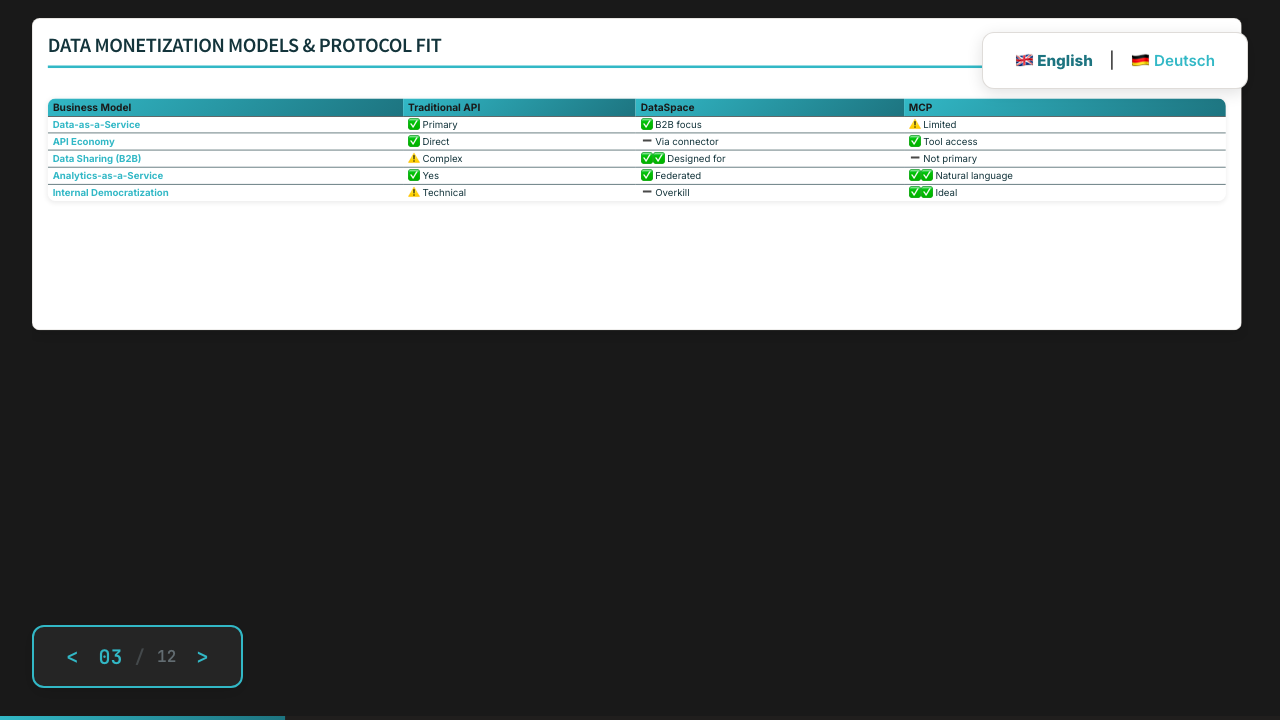 DATA MONETIZATION MODELS & PROTOCOL FIT
🇬🇧 English | 🇩🇪 Deutsch
Business Model Traditional API DataSpace MCP
Data-as-a-Service ✅ Primary ✅ B2B focus ⚠️ Limited
API Economy ✅ Direct ➖ Via connector ✅ Tool access
Data Sharing (B2B) ⚠️ Complex ✅✅ Designed for ➖ Not primary
Analytics-as-a-Service ✅ Yes ✅ Federated ✅✅ Natural language
Internal Democratization ⚠️ Technical ➖ Overkill ✅✅ Ideal
< 03 / 12 >